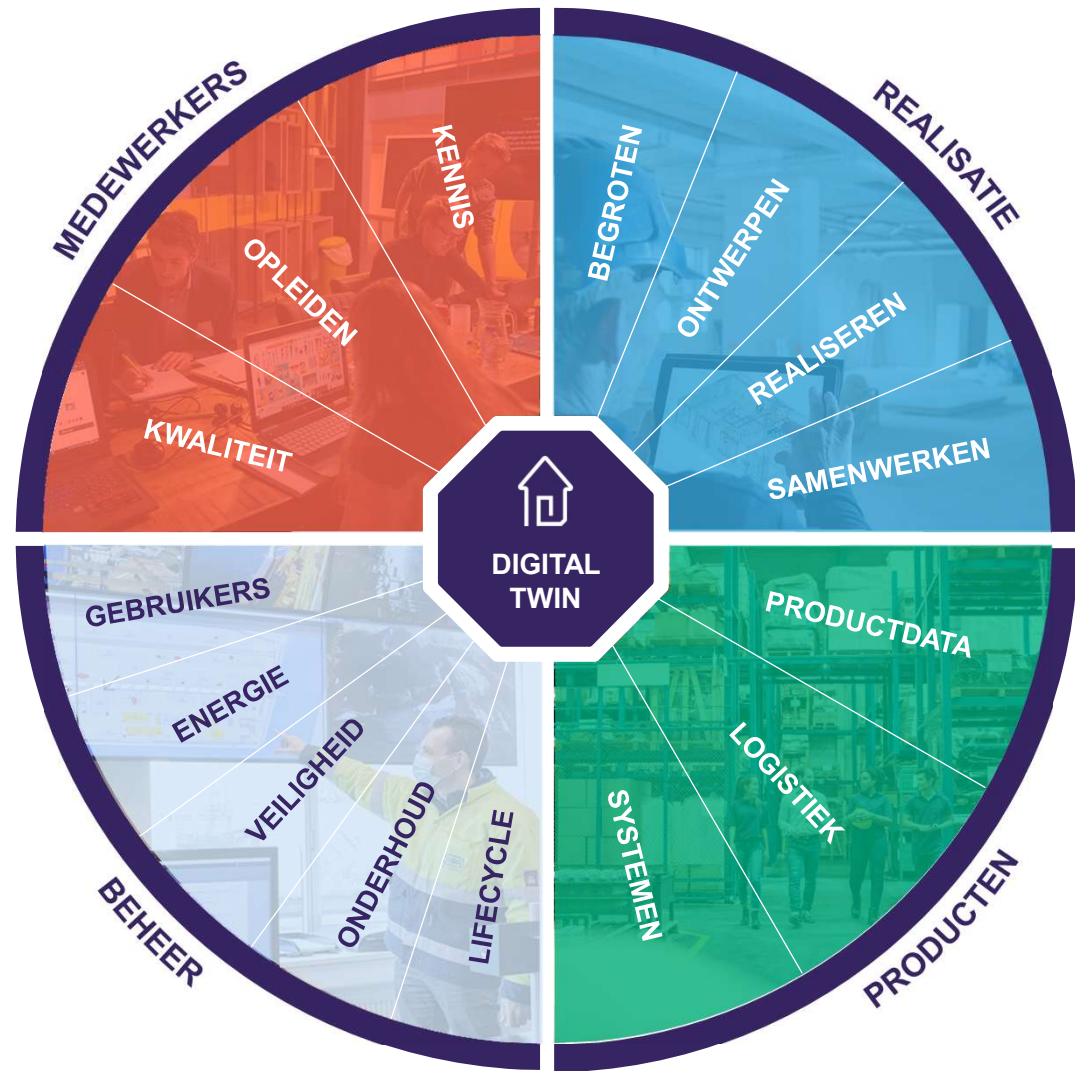 MEDEWERKERS
KENNIS
OPLEIDEN
KWALITEIT
REALISATIE
BEGROTEN
ONTWERPEN
REALISEREN
SAMENWERKEN
DIGITAL
TWIN
PRODUCTEN
PRODUCTDATA
LOGISTIEK
SYSTEMEN
BEHEER
GEBRUIKERS
ENERGIE
VEILIGHEID
ONDERHOUD
LIFECYCLE